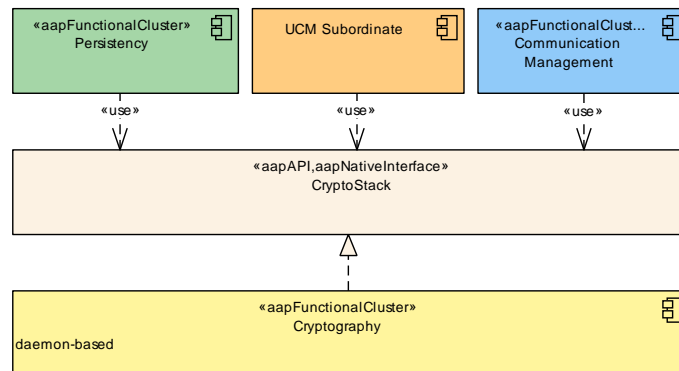 «aapFunctionalCluster»
Persistency
UCM Subordinate
«aapFunctionalClust...
Communication
Management
«use»
«use»
«use»
«aapAPI,aapNativeInterface»
CryptoStack
«aapFunctionalCluster»
Cryptography
daemon-based